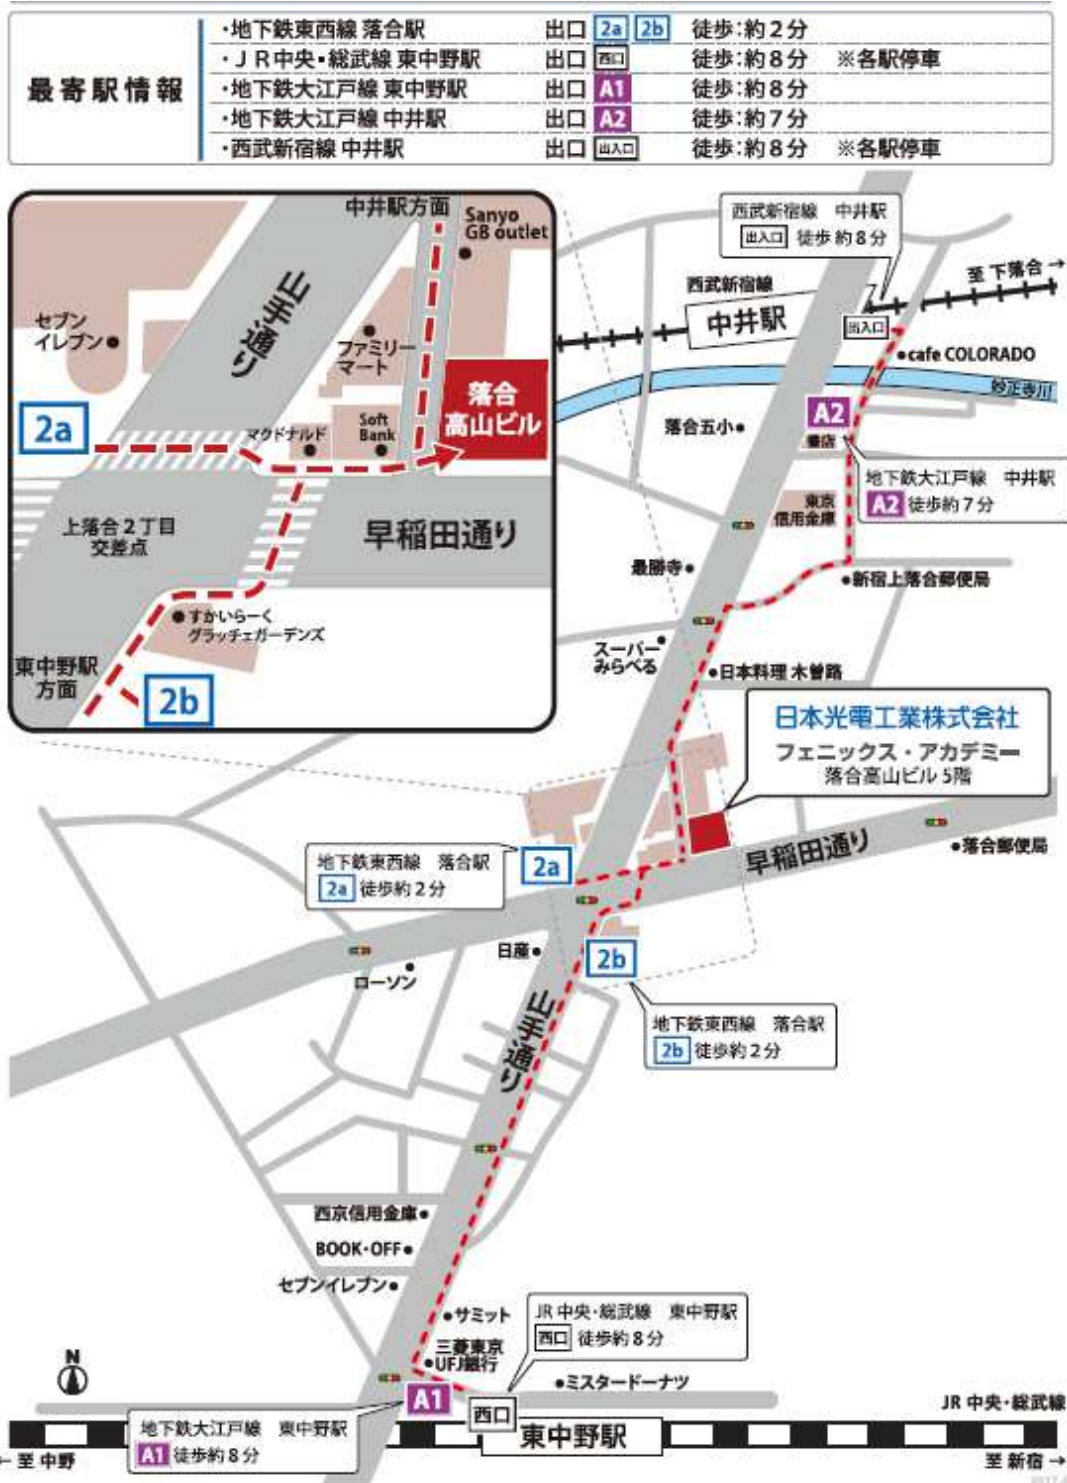 最寄駅情報
・地下鉄東西線 落合駅 出口 2a 2b 徒歩:約2分
・ＪＲ中央・総武線 東中野駅 出口 西口 徒歩:約8分 ※各駅停車
・地下鉄大江戸線 東中野駅 出口 A1 徒歩:約8分
・地下鉄大江戸線 中井駅 出口 A2 徒歩:約7分
・西武新宿線 中井駅 出口 出入口 徒歩:約8分 ※各駅停車
中井駅方面
Sanyo
GB outlet
山手通り
セブン
イレブン
ファミリー
マート
落合
高山ビル
2a
マクドナルド
Soft
Bank
上落合2丁目
交差点
早稲田通り
すかいらーく
グラッチェガーデンズ
東中野駅
方面
2b
西武新宿線 中井駅
出入口 徒歩 約8分
至 下落合→
西武新宿線
中井駅
出入口
cafe COLORADO
妙正寺川
A2
落合五小
書店
地下鉄大江戸線 中井駅
A2 徒歩約7分
東京
信用金庫
最勝寺
新宿上落合郵便局
スーパー
みらべる
日本料理 木曽路
日本光電工業株式会社
フェニックス・アカデミー
落合高山ビル 5階
早稲田通り
落合郵便局
地下鉄東西線 落合駅
2a 徒歩約2分
2a
日産
2b
ローソン
山手通り
地下鉄東西線 落合駅
2b 徒歩約2分
西京信用金庫
BOOK・OFF
セブンイレブン
サミット
JR 中央・総武線 東中野駅
西口 徒歩約8分
三菱東京
UFJ銀行
ミスタードーナツ
N
A1
西口
JR 中央・総武線
地下鉄大江戸線 東中野駅
A1 徒歩約8分
東中野駅
← 至 中野
至 新宿 →